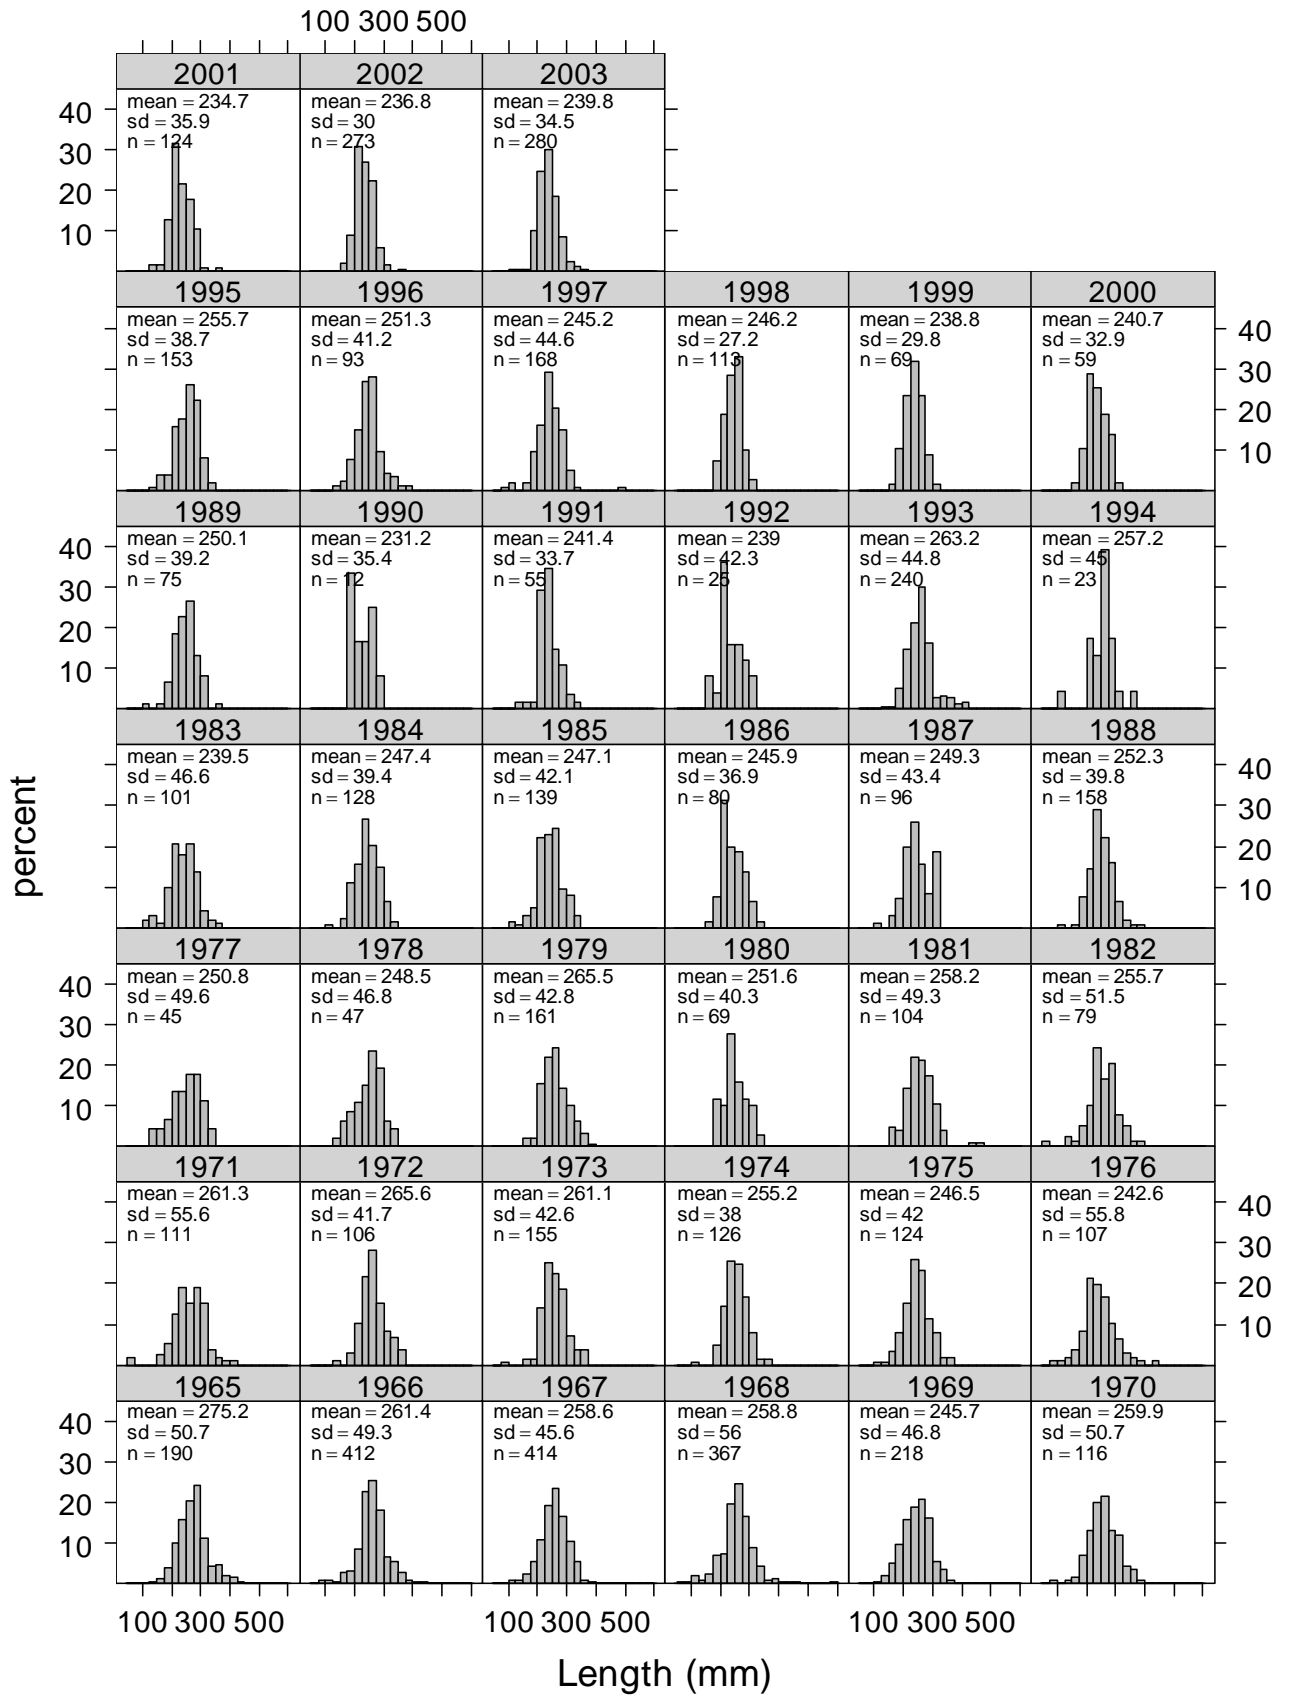 100 300 500
2001 2002 2003
mean = 234.7 mean = 236.8 mean = 239.8
sd = 35.9 sd = 30 sd = 34.5
n = 124 n = 273 n = 280
40
30
20
10
1995 1996 1997 1998 1999 2000
mean = 255.7 mean = 251.3 mean = 245.2 mean = 246.2 mean = 238.8 mean = 240.7
sd = 38.7 sd = 41.2 sd = 44.6 sd = 27.2 sd = 29.8 sd = 32.9
n = 153 n = 93 n = 168 n = 113 n = 69 n = 59
40
30
20
10
1989 1990 1991 1992 1993 1994
mean = 250.1 mean = 231.2 mean = 241.4 mean = 239 mean = 263.2 mean = 257.2
sd = 39.2 sd = 35.4 sd = 33.7 sd = 42.3 sd = 44.8 sd = 45
n = 75 n = 12 n = 55 n = 25 n = 240 n = 23
40
30
20
10
1983 1984 1985 1986 1987 1988
mean = 239.5 mean = 247.4 mean = 247.1 mean = 245.9 mean = 249.3 mean = 252.3
sd = 46.6 sd = 39.4 sd = 42.1 sd = 36.9 sd = 43.4 sd = 39.8
n = 101 n = 128 n = 139 n = 80 n = 96 n = 158
40
30
20
10
percent
1977 1978 1979 1980 1981 1982
mean = 250.8 mean = 248.5 mean = 265.5 mean = 251.6 mean = 258.2 mean = 255.7
sd = 49.6 sd = 46.8 sd = 42.8 sd = 40.3 sd = 49.3 sd = 51.5
n = 45 n = 47 n = 161 n = 69 n = 104 n = 79
40
30
20
10
1971 1972 1973 1974 1975 1976
mean = 261.3 mean = 265.6 mean = 261.1 mean = 255.2 mean = 246.5 mean = 242.6
sd = 55.6 sd = 41.7 sd = 42.6 sd = 38 sd = 42 sd = 55.8
n = 111 n = 106 n = 155 n = 126 n = 124 n = 107
40
30
20
10
1965 1966 1967 1968 1969 1970
mean = 275.2 mean = 261.4 mean = 258.6 mean = 258.8 mean = 245.7 mean = 259.9
sd = 50.7 sd = 49.3 sd = 45.6 sd = 56 sd = 46.8 sd = 50.7
n = 190 n = 412 n = 414 n = 367 n = 218 n = 116
40
30
20
10
100 300 500 100 300 500 100 300 500
Length (mm)